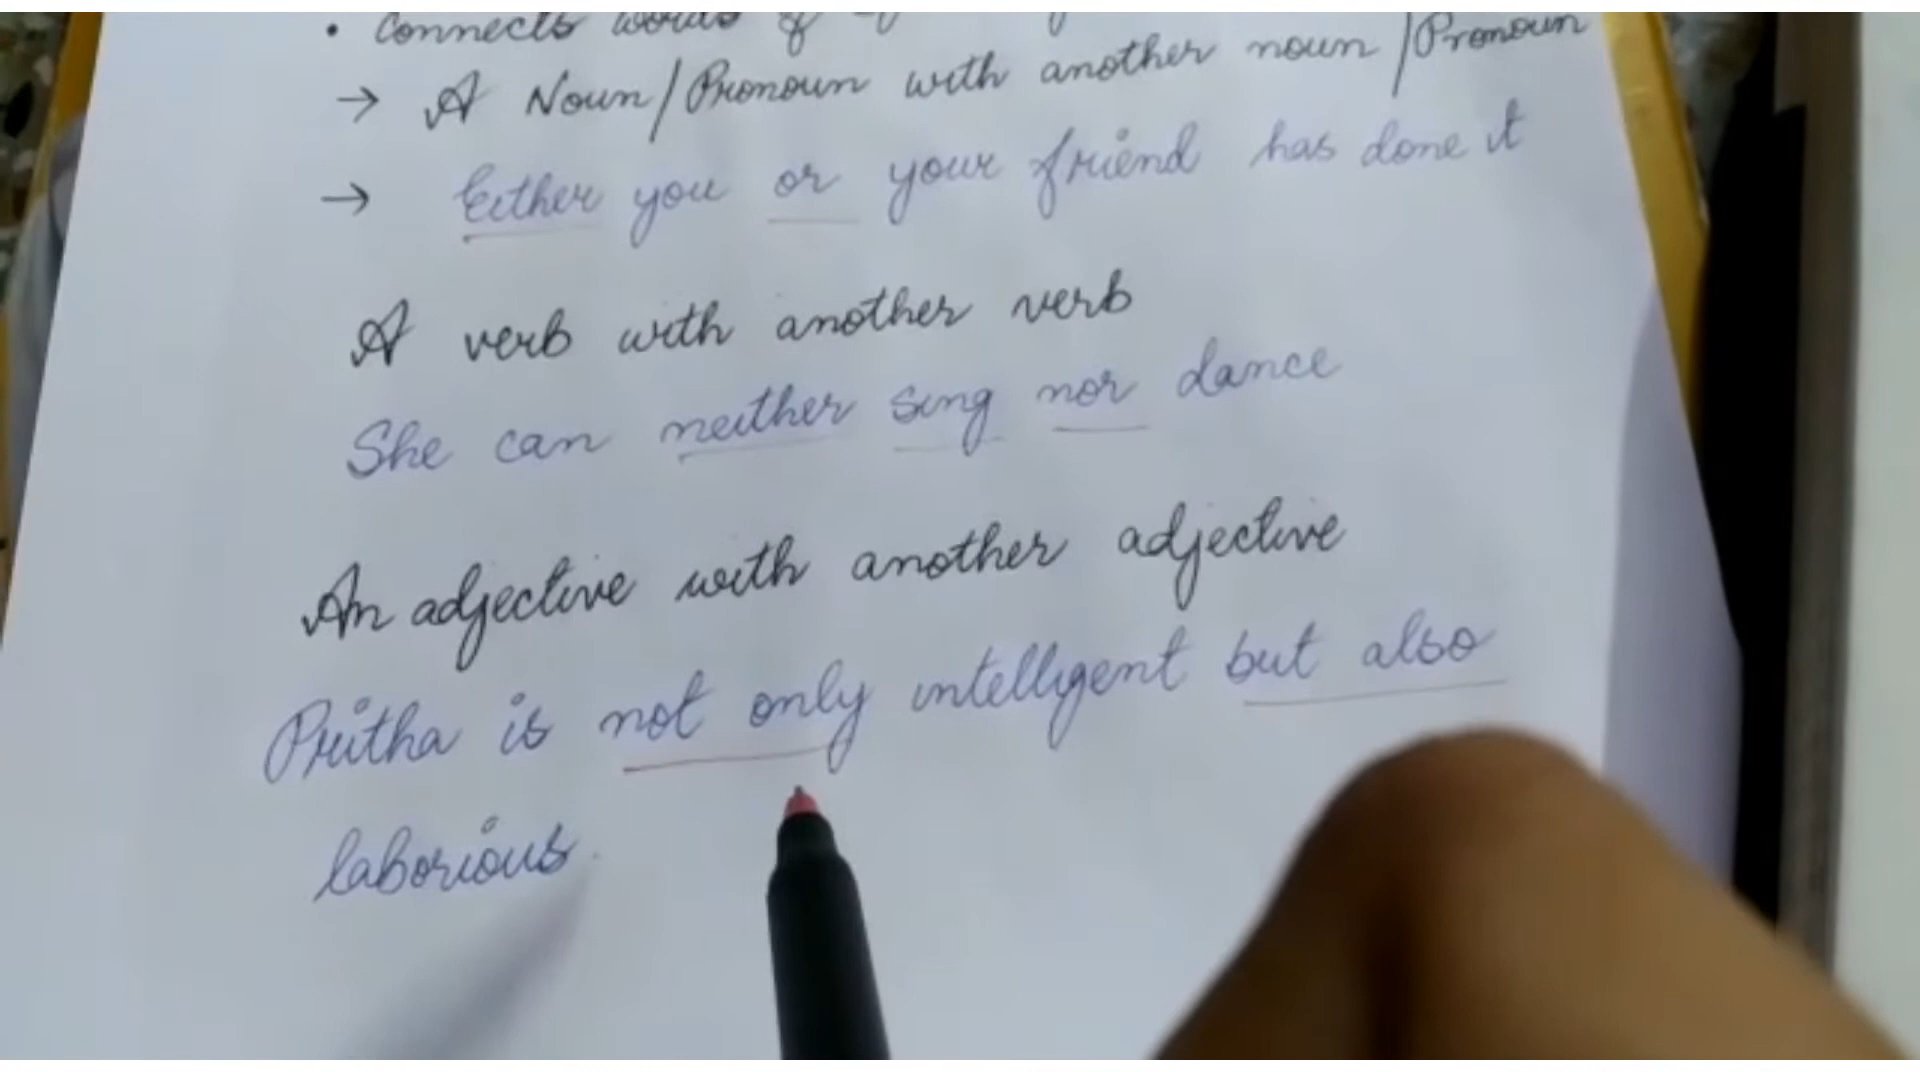 • Connects words of
→ A Noun/Pronoun with another noun/Pronoun
→ Either you or your friend has done it
A verb with another verb
She can neither sing nor dance
An adjective with another adjective
Pritha is not only intelligent but also
laborious.